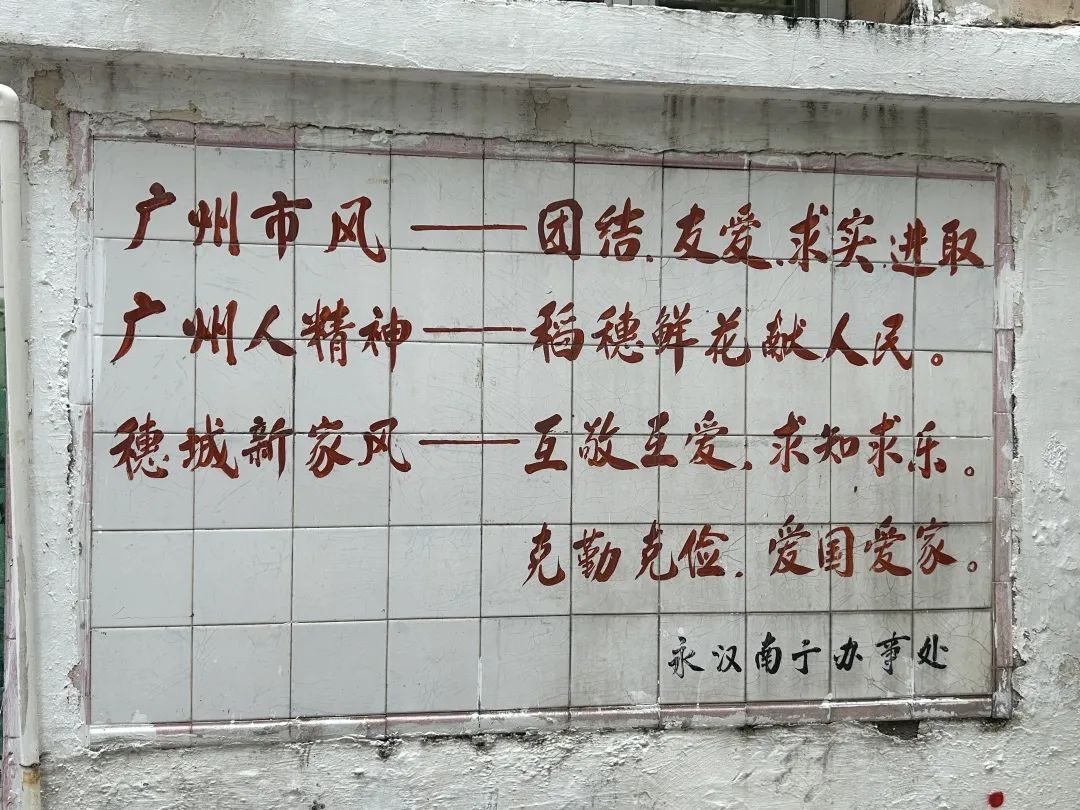 广州市风——团结、友爱、求实、进取
广州人精神——稻穗鲜花献人民。
穗城新家风——互敬互爱,求知求乐。
克勤克俭,爱国爱家。
永汉南亍办事处